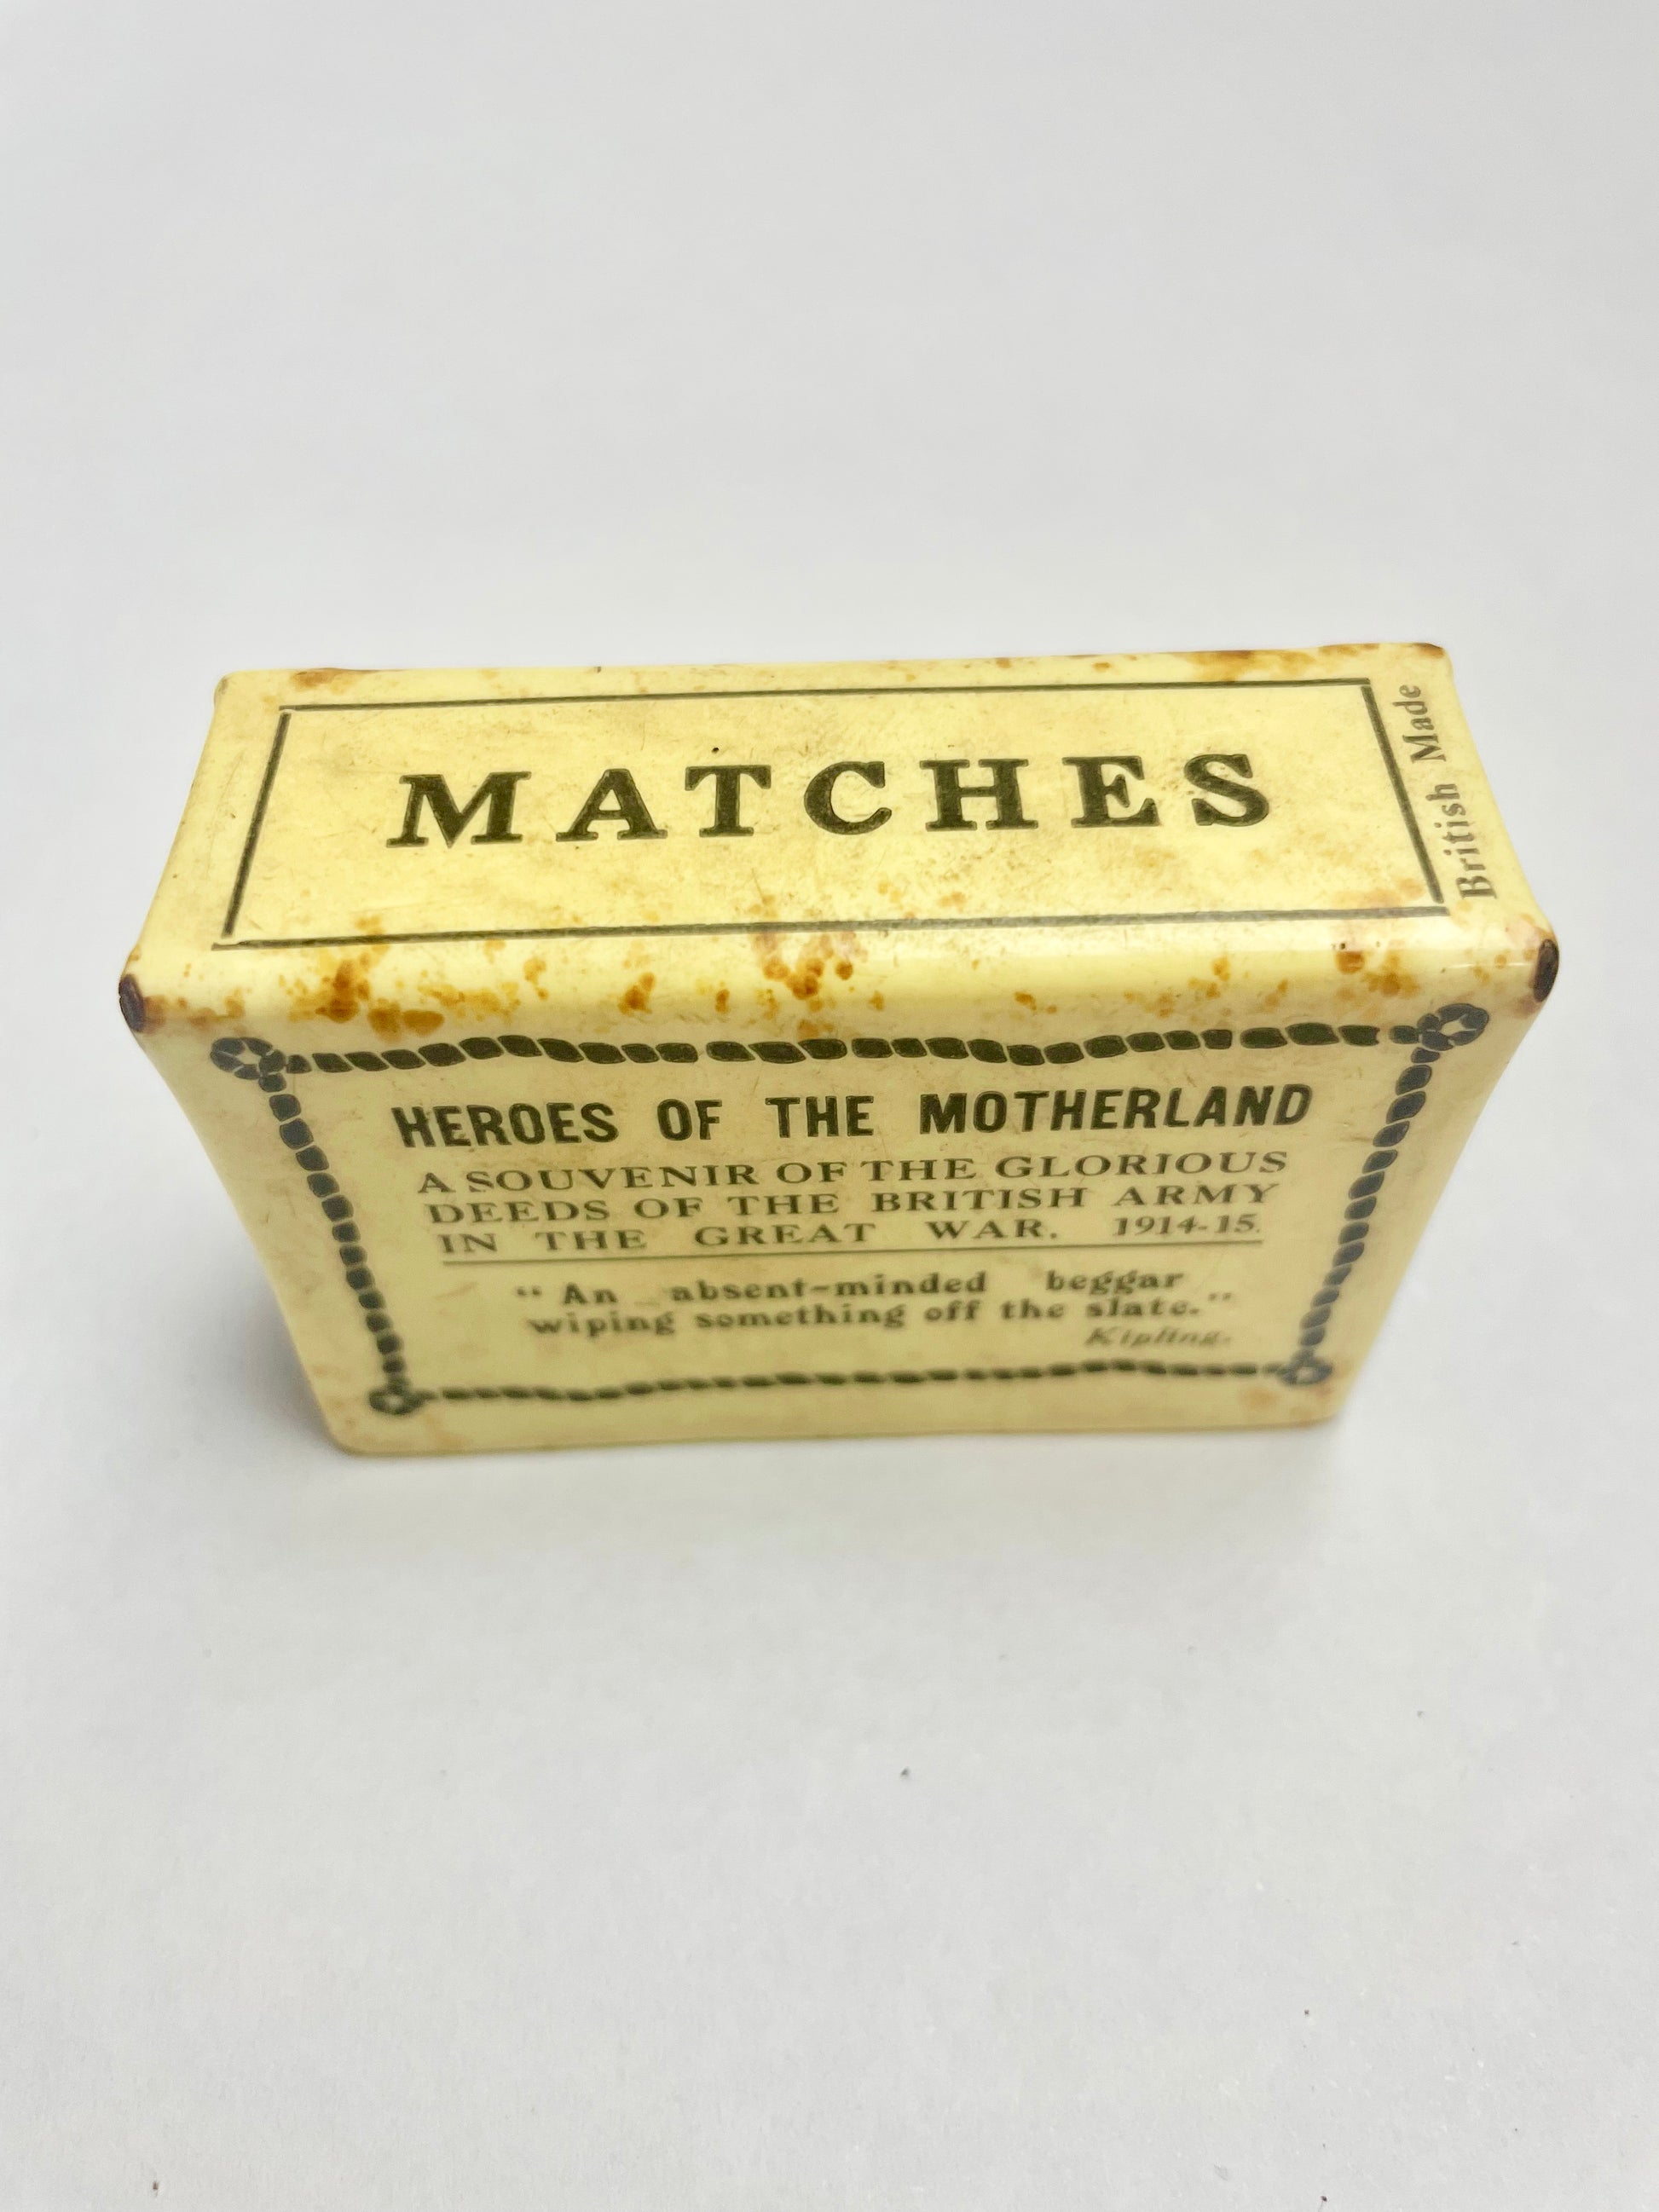 MATCHES
British Made
HEROES OF THE MOTHERLAND
A SOUVENIR OF THE GLORIOUS
DEEDS OF THE BRITISH ARMY
IN THE GREAT WAR. 1914-15.
"An absent-minded beggar
wiping something off the slate."
Kipling.